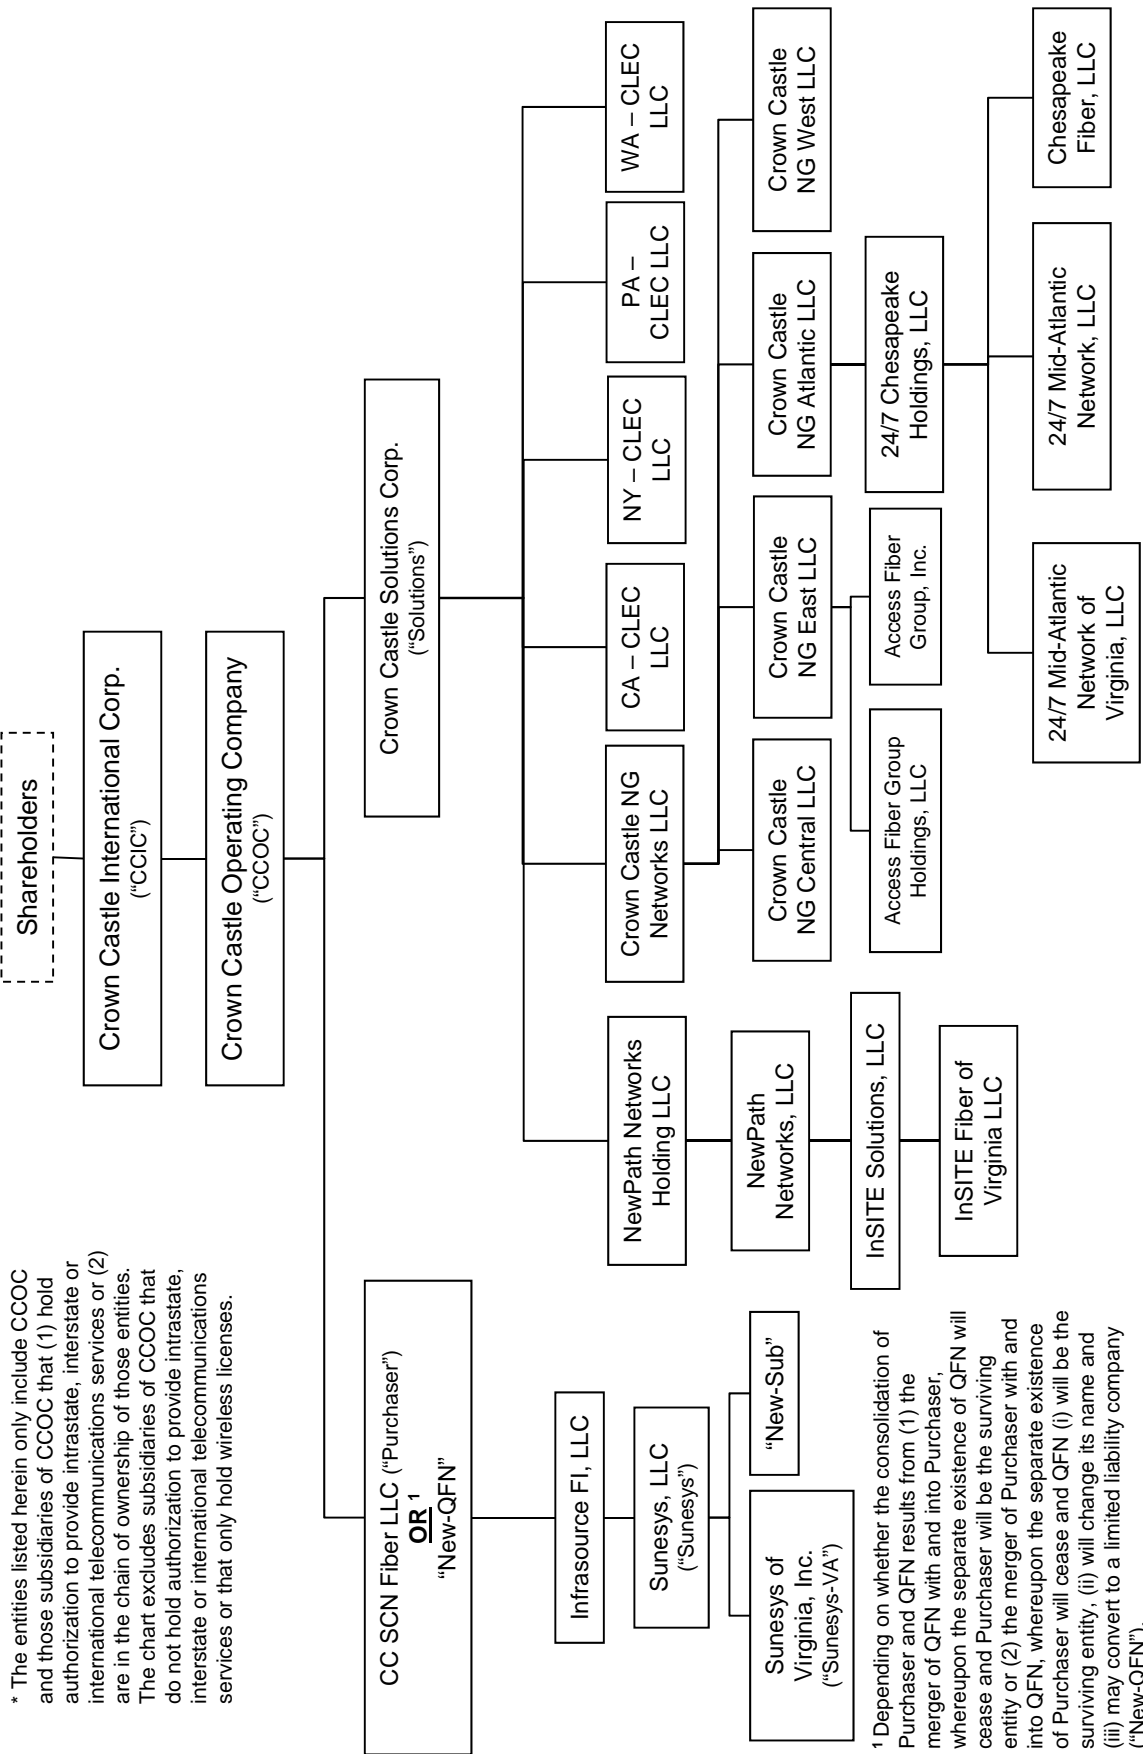 * The entities listed herein only include CCOC
and those subsidiaries of CCOC that (1) hold
authorization to provide intrastate, interstate or
international telecommunications services or (2)
are in the chain of ownership of those entities.
The chart excludes subsidiaries of CCOC that
do not hold authorization to provide intrastate,
interstate or international telecommunications
services or that only hold wireless licenses.
Shareholders
Crown Castle International Corp.
(“CCIC”)
Crown Castle Operating Company
(“CCOC”)
CC SCN Fiber LLC (“Purchaser”)
OR ¹
“New-QFN”
Crown Castle Solutions Corp.
(“Solutions”)
Infrasource FI, LLC
Sunesys, LLC
(“Sunesys”)
Sunesys of
Virginia, Inc.
(“Sunesys-VA”)
“New-Sub”
NewPath Networks
Holding LLC
Crown Castle NG
Networks LLC
CA – CLEC
LLC
NY – CLEC
LLC
PA –
CLEC LLC
WA – CLEC
LLC
NewPath
Networks, LLC
InSITE Solutions, LLC
InSITE Fiber of
Virginia LLC
Crown Castle
NG Central LLC
Crown Castle
NG East LLC
Crown Castle
NG Atlantic LLC
Crown Castle
NG West LLC
Access Fiber Group
Holdings, LLC
Access Fiber
Group, Inc.
24/7 Chesapeake
Holdings, LLC
24/7 Mid-Atlantic
Network of
Virginia, LLC
24/7 Mid-Atlantic
Network, LLC
Chesapeake
Fiber, LLC
¹ Depending on whether the consolidation of
Purchaser and QFN results from (1) the
merger of QFN with and into Purchaser,
whereupon the separate existence of QFN will
cease and Purchaser will be the surviving
entity or (2) the merger of Purchaser with and
into QFN, whereupon the separate existence
of Purchaser will cease and QFN (i) will be the
surviving entity, (ii) will change its name and
(iii) may convert to a limited liability company
(“New-QFN”).